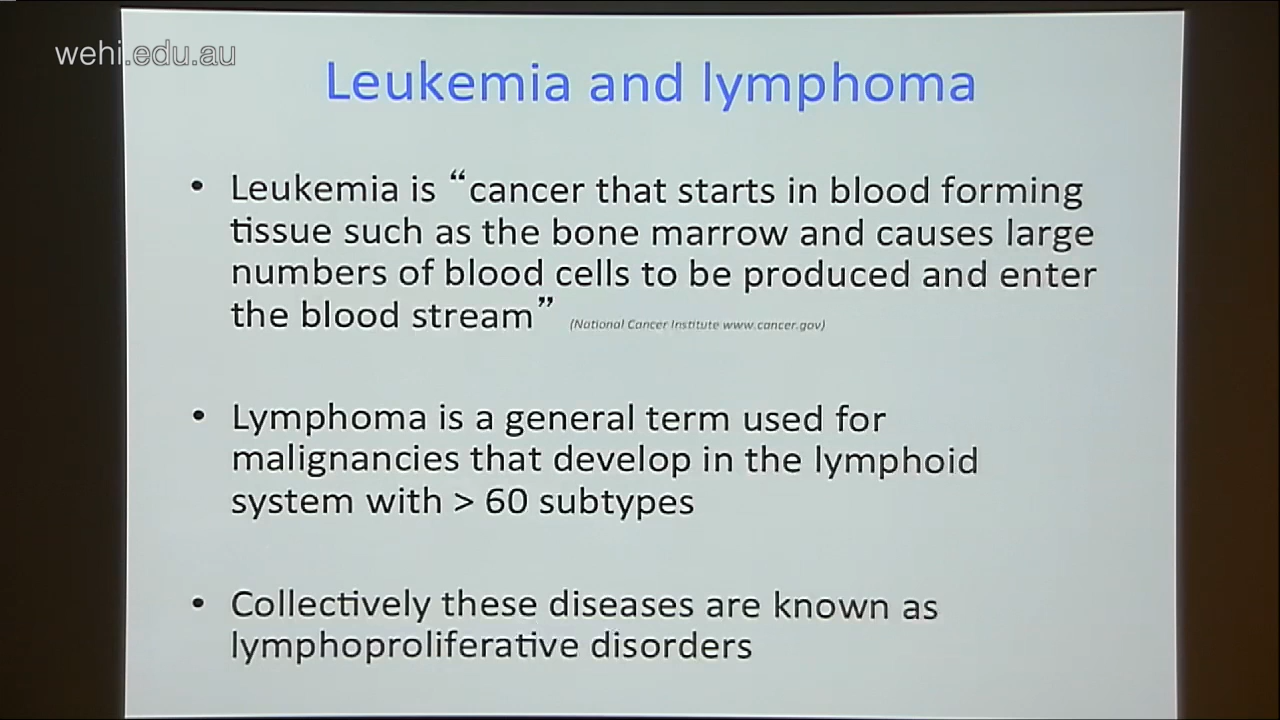 wehi.edu.au
Leukemia and lymphoma
• Leukemia is “cancer that starts in blood forming
tissue such as the bone marrow and causes large
numbers of blood cells to be produced and enter
the blood stream” (National Cancer Institute www.cancer.gov)
• Lymphoma is a general term used for
malignancies that develop in the lymphoid
system with > 60 subtypes
• Collectively these diseases are known as
lymphoproliferative disorders